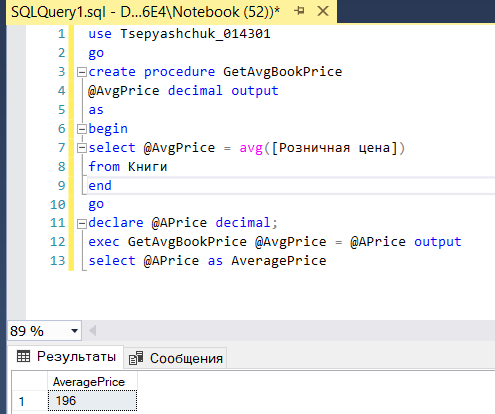 SQLQuery1.sql - D...6E4\Notebook (52))*
1 use Tsepyashchuk_014301
2 go
3 create procedure GetAvgBookPrice
4 @AvgPrice decimal output
5 as
6 begin
7 select @AvgPrice = avg([Розничная цена])
8 from Книги
9 end
10 go
11 declare @APrice decimal;
12 exec GetAvgBookPrice @AvgPrice = @APrice output
13 select @APrice as AveragePrice
89 %
Результаты Сообщения
AveragePrice
1 196